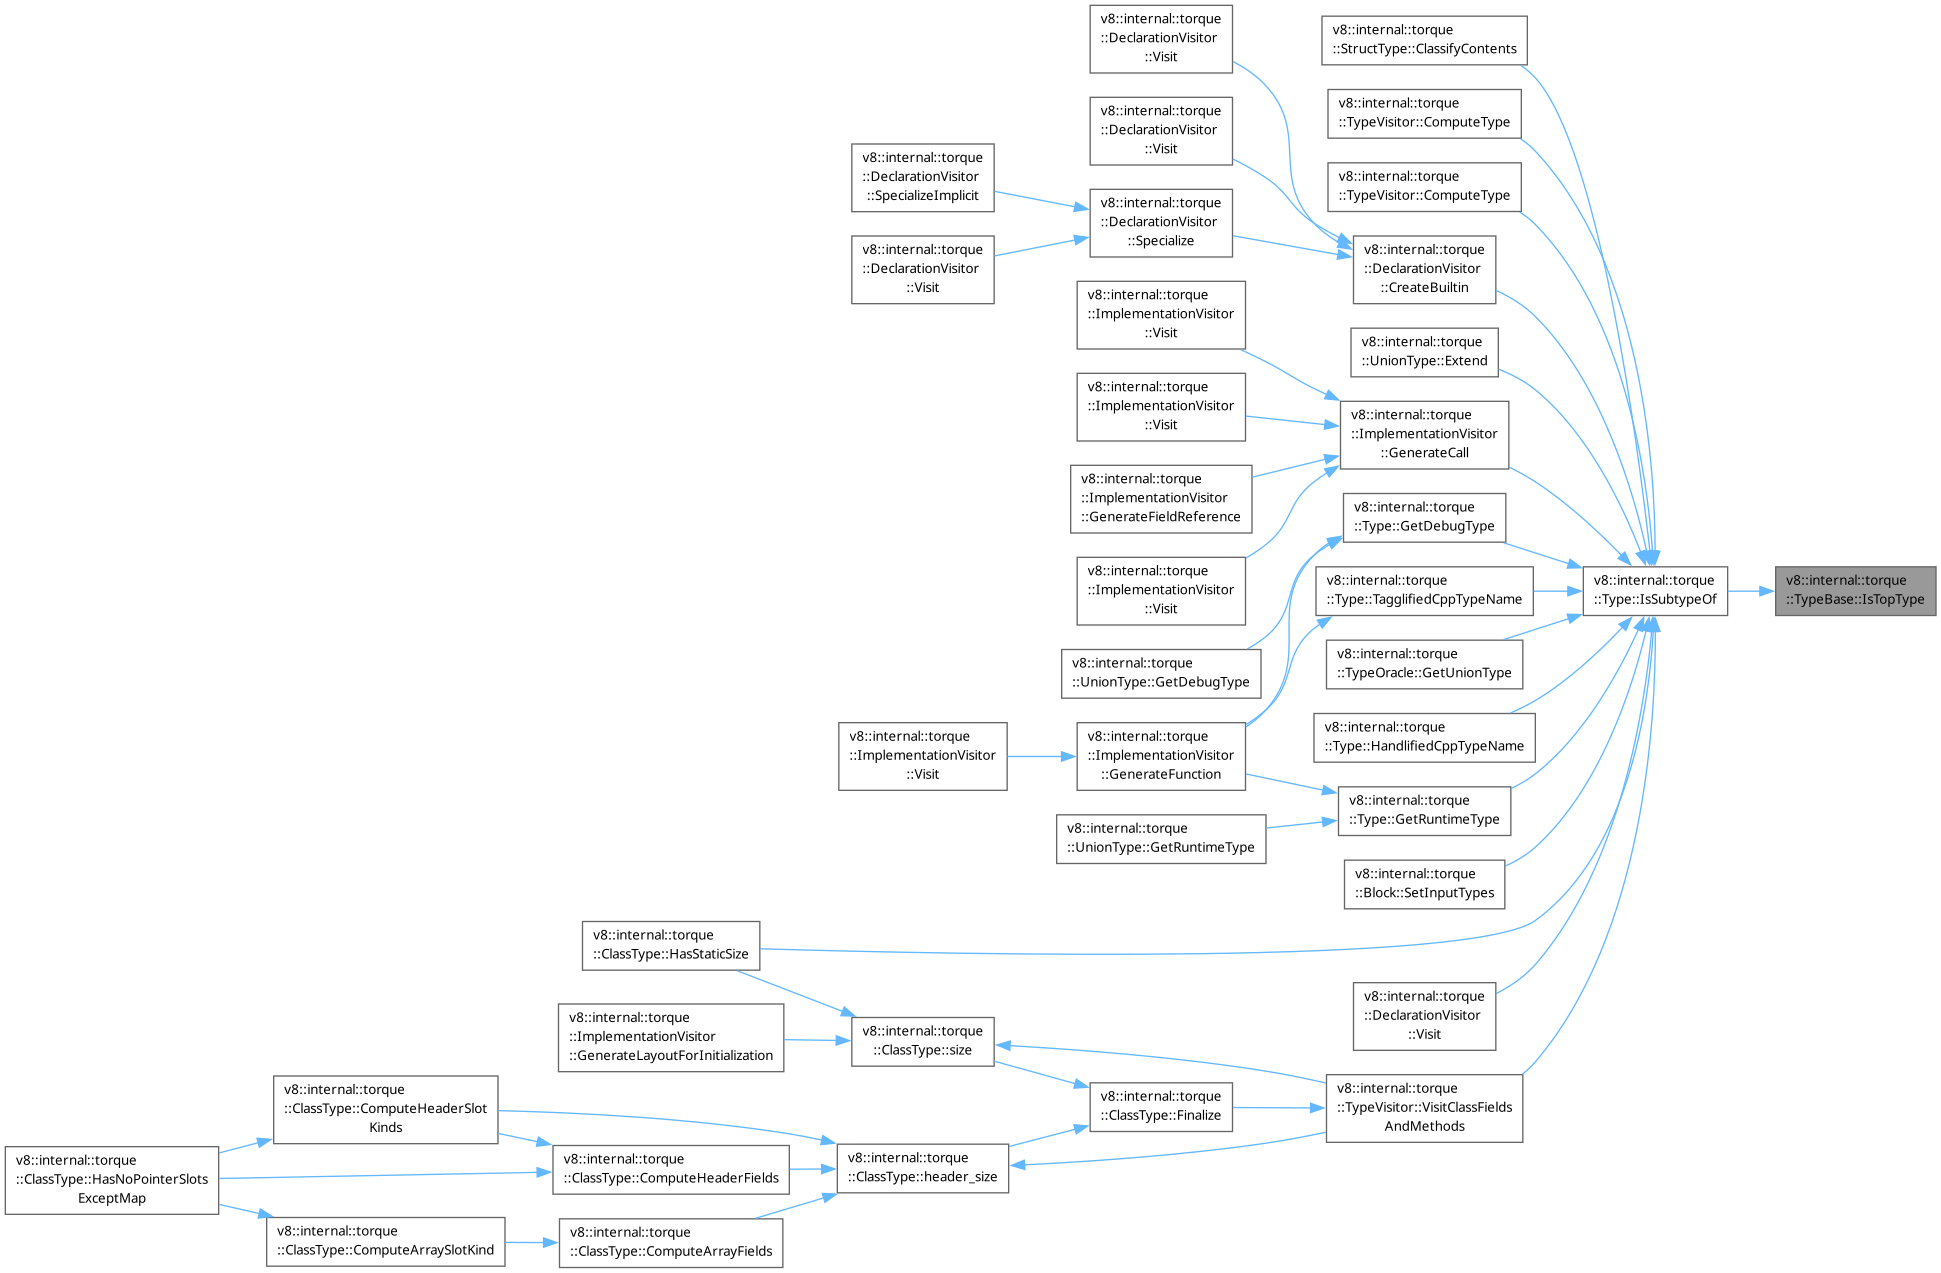 v8::internal::torque
::TypeBase::IsTopType
v8::internal::torque
::Type::IsSubtypeOf
v8::internal::torque
::StructType::ClassifyContents
v8::internal::torque
::TypeVisitor::ComputeType
v8::internal::torque
::TypeVisitor::ComputeType
v8::internal::torque
::DeclarationVisitor
::CreateBuiltin
v8::internal::torque
::DeclarationVisitor
::Visit
v8::internal::torque
::DeclarationVisitor
::Visit
v8::internal::torque
::DeclarationVisitor
::Specialize
v8::internal::torque
::DeclarationVisitor
::SpecializeImplicit
v8::internal::torque
::DeclarationVisitor
::Visit
v8::internal::torque
::UnionType::Extend
v8::internal::torque
::ImplementationVisitor
::GenerateCall
v8::internal::torque
::ImplementationVisitor
::Visit
v8::internal::torque
::ImplementationVisitor
::Visit
v8::internal::torque
::ImplementationVisitor
::GenerateFieldReference
v8::internal::torque
::ImplementationVisitor
::Visit
v8::internal::torque
::Type::GetDebugType
v8::internal::torque
::UnionType::GetDebugType
v8::internal::torque
::ImplementationVisitor
::GenerateFunction
v8::internal::torque
::ImplementationVisitor
::Visit
v8::internal::torque
::Type::TagglifiedCppTypeName
v8::internal::torque
::TypeOracle::GetUnionType
v8::internal::torque
::Type::HandlifiedCppTypeName
v8::internal::torque
::Type::GetRuntimeType
v8::internal::torque
::UnionType::GetRuntimeType
v8::internal::torque
::Block::SetInputTypes
v8::internal::torque
::ClassType::HasStaticSize
v8::internal::torque
::DeclarationVisitor
::Visit
v8::internal::torque
::TypeVisitor::VisitClassFields
AndMethods
v8::internal::torque
::ClassType::Finalize
v8::internal::torque
::ClassType::size
v8::internal::torque
::ImplementationVisitor
::GenerateLayoutForInitialization
v8::internal::torque
::ClassType::header_size
v8::internal::torque
::ClassType::ComputeHeaderSlot
Kinds
v8::internal::torque
::ClassType::HasNoPointerSlots
ExceptMap
v8::internal::torque
::ClassType::ComputeHeaderFields
v8::internal::torque
::ClassType::ComputeArrayFields
v8::internal::torque
::ClassType::ComputeArraySlotKind